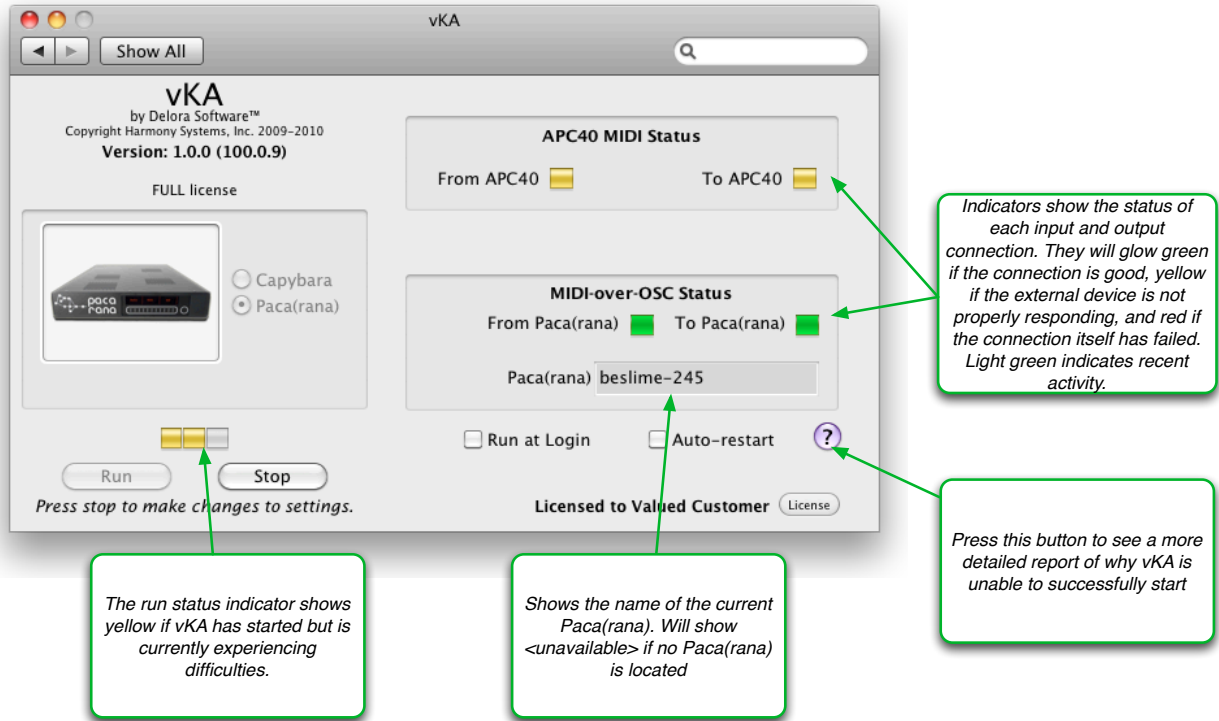 vKA
Show All
vKA
by Delora Software™
Copyright Harmony Systems, Inc. 2009-2010
Version: 1.0.0 (100.0.9)
FULL license
paca
rana
Capybara
Paca(rana)
Run
Stop
Press stop to make changes to settings.
APC40 MIDI Status
From APC40
To APC40
MIDI-over-OSC Status
From Paca(rana)
To Paca(rana)
Paca(rana) beslime-245
Run at Login
Auto-restart
?
Licensed to Valued Customer
License
Indicators show the status of
each input and output
connection. They will glow green
if the connection is good, yellow
if the external device is not
properly responding, and red if
the connection itself has failed.
Light green indicates recent
activity.
Press this button to see a more
detailed report of why vKA is
unable to successfully start
The run status indicator shows
yellow if vKA has started but is
currently experiencing
difficulties.
Shows the name of the current
Paca(rana). Will show
<unavailable> if no Paca(rana)
is located